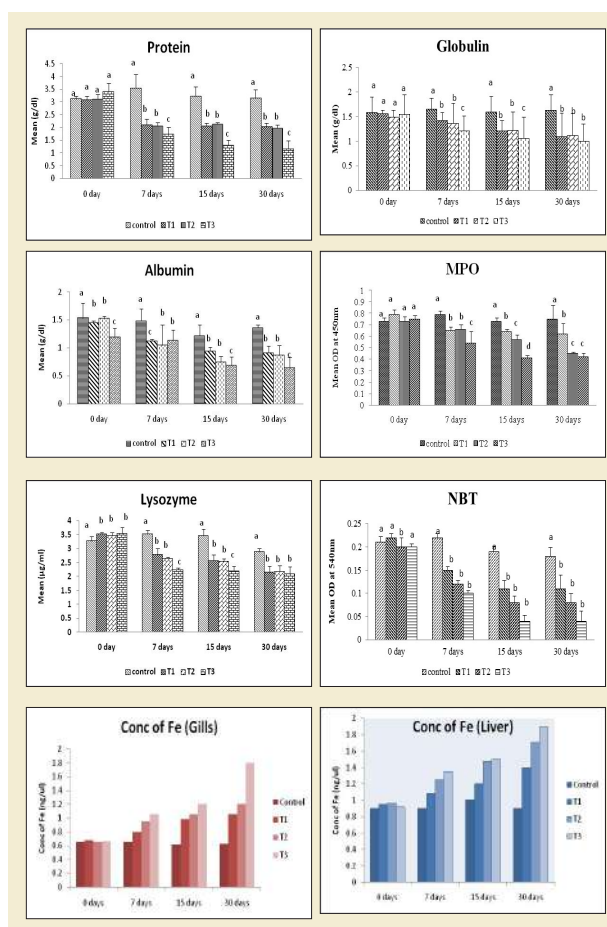 Protein
4.5
4
3.5
3
2.5
2
1.5
1
0.5
0
Mean (g/dl)
a a a a
a b b c
a b b c
a b b c
0 day 7 days 15 days 30 days
control T1 T2 T3
Globulin
2.5
2
1.5
1
0.5
0
Mean (g/dl)
a a a a
a b b c
a b b c
a b b c
0 day 7 days 15 days 30 days
control T1 T2 T3
Albumin
2
1.5
1
0.5
0
Mean (g/dl)
a b b c
a c b b
a b b c
a b b c
0 day 7 days 15 days 30 days
control T1 T2 T3
MPO
1
0.9
0.8
0.7
0.6
0.5
0.4
0.3
0.2
0.1
0
Mean OD at 450nm
a a a a
a b b c
a b c d
a b c c
0 day 7 days 15 days 30 days
control T1 T2 T3
Lysozyme
4
3.5
3
2.5
2
1.5
1
0.5
0
Mean (µg/ml)
a b b b
a b b c
a b b c
a b b b
0 day 7 days 15 days 30 days
control T1 T2 T3
NBT
0.25
0.2
0.15
0.1
0.05
0
Mean OD at 540nm
a a b b
a b b b
a b b b
a b b b
0 day 7 days 15 days 30 days
control T1 T2 T3
Conc of Fe (Gills)
2
1.8
1.6
1.4
1.2
1
0.8
0.6
0.4
0.2
0
Conc of Fe (ng/ul)
0 days 7 days 15 days 30 days
Control
T1
T2
T3
Conc of Fe (Liver)
2
1.8
1.6
1.4
1.2
1
0.8
0.6
0.4
0.2
0
Conc of Fe (ng/ul)
0 days 7 days 15 days 30 days
Control
T1
T2
T3